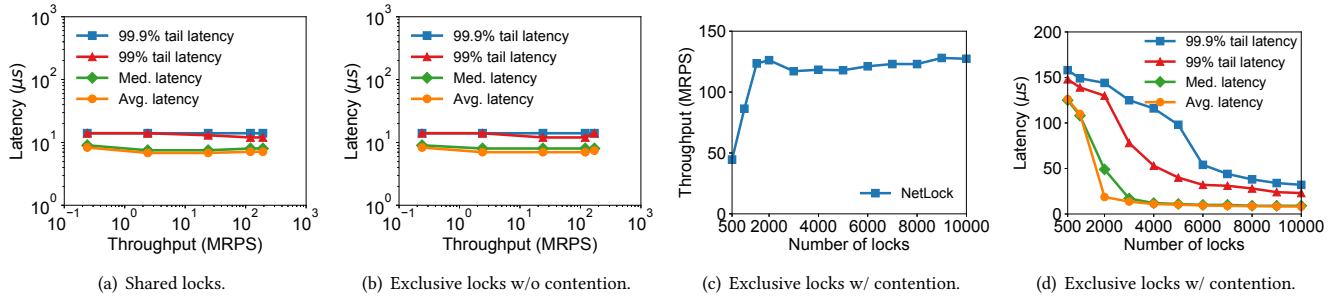 10³
10²
10¹
10⁰
Latency (µs)
99.9% tail latency
99% tail latency
Med. latency
Avg. latency
10⁻¹ 10⁰ 10¹ 10² 10³
Throughput (MRPS)
(a) Shared locks.
10³
10²
10¹
10⁰
Latency (µs)
99.9% tail latency
99% tail latency
Med. latency
Avg. latency
10⁻¹ 10⁰ 10¹ 10² 10³
Throughput (MRPS)
(b) Exclusive locks w/o contention.
150
100
50
0
Throughput (MRPS)
NetLock
500 2000 4000 6000 8000 10000
Number of locks
(c) Exclusive locks w/ contention.
200
150
100
50
0
Latency (µs)
99.9% tail latency
99% tail latency
Med. latency
Avg. latency
500 2000 4000 6000 8000 10000
Number of locks
(d) Exclusive locks w/ contention.